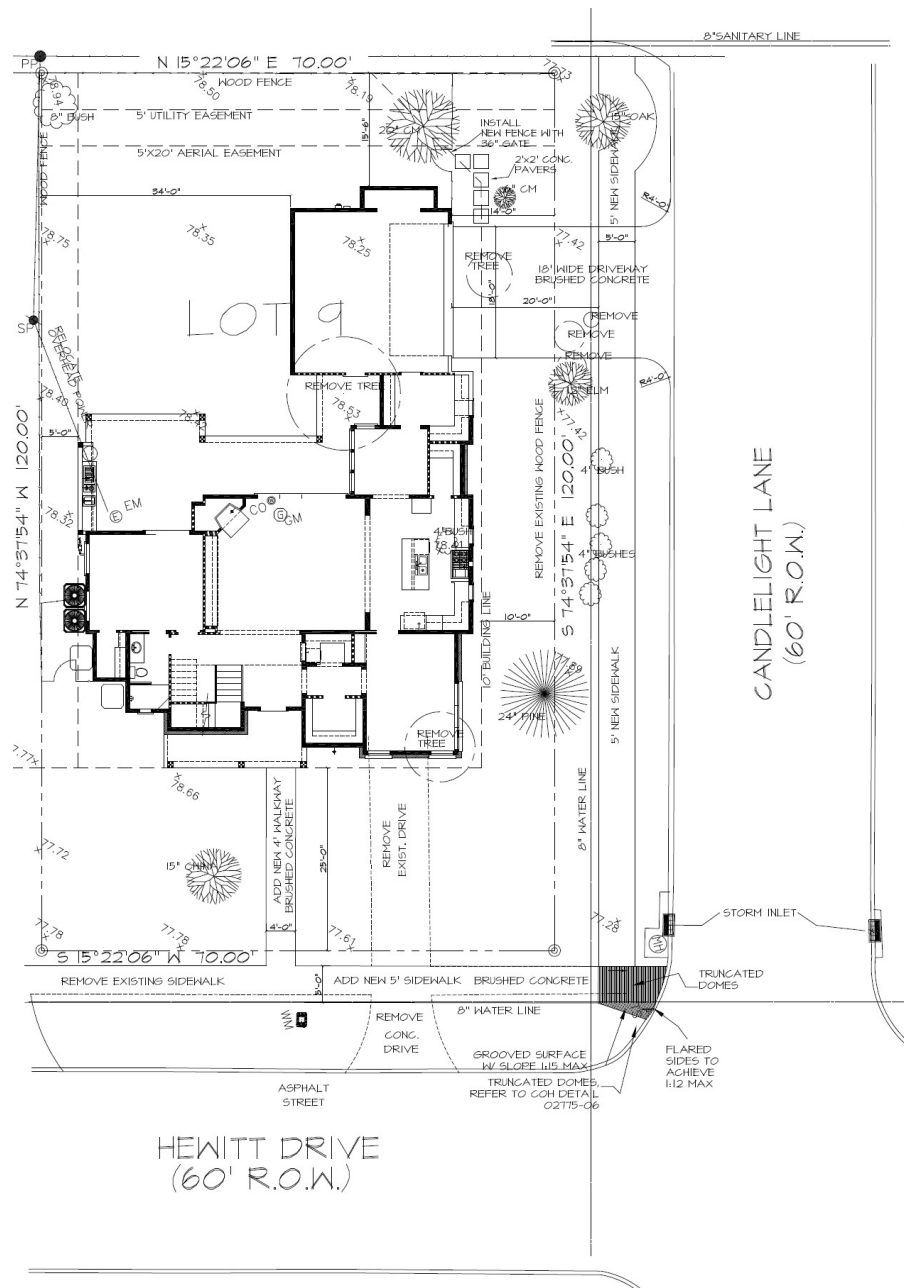 8"SANITARY LINE
PP
N 15°22'06" E 70.00'
77.73
78.94
78.50
78.19
WOOD FENCE
8" BUSH
5' UTILITY EASEMENT
15" OAK
INSTALL
NEW FENCE WITH
36" GATE
15'-6"
5'X20' AERIAL EASEMENT
2'x2' CONC.
PAVERS
WOOD FENCE
5' NEW SIDEWALK
CM
34'-0"
14'-0"
R4'-0"
78.75
78.35
78.25
77.42
5'-0"
REMOVE
TREE
18' WIDE DRIVEWAY
BRUSHED CONCRETE
18'-0"
20'-0"
LOT 9
SP
REMOVE
REMOVE
REMOVE
RELOCATE
OVERHEAD POWER
REMOVE TREE
R4'-0"
ELM
78.40
78.53
77.42
5'-0"
N 74°37'54" W 120.00'
S 74°37'54" E 120.00'
REMOVE EXISTING WOOD FENCE
4' BUSH
E
EM
CO
G
GM
78.32
4" BUSH
4" BUSHES
CANDLELIGHT LANE
(60' R.O.W.)
10' BUILDING LINE
10'-0"
77.89
24" PINE
5' NEW SIDEWALK
REMOVE
TREE
77.77
78.66
8" WATER LINE
77.72
ADD NEW 4' WALKWAY
BRUSHED CONCRETE
REMOVE
EXIST. DRIVE
25'-0"
15" CHINA
4'-0"
77.78
77.78
77.61
77.28
STORM INLET
MH
S 15°22'06" W 70.00'
REMOVE EXISTING SIDEWALK
5'-0"
ADD NEW 5' SIDEWALK BRUSHED CONCRETE
TRUNCATED
DOMES
8" WATER LINE
WM
REMOVE
CONC.
DRIVE
GROOVED SURFACE
W/ SLOPE 1:15 MAX
FLARED
SIDES TO
ACHIEVE
1:12 MAX
ASPHALT
STREET
TRUNCATED DOMES,
REFER TO COH DETAIL
02775-06
HEWITT DRIVE
(60' R.O.W.)